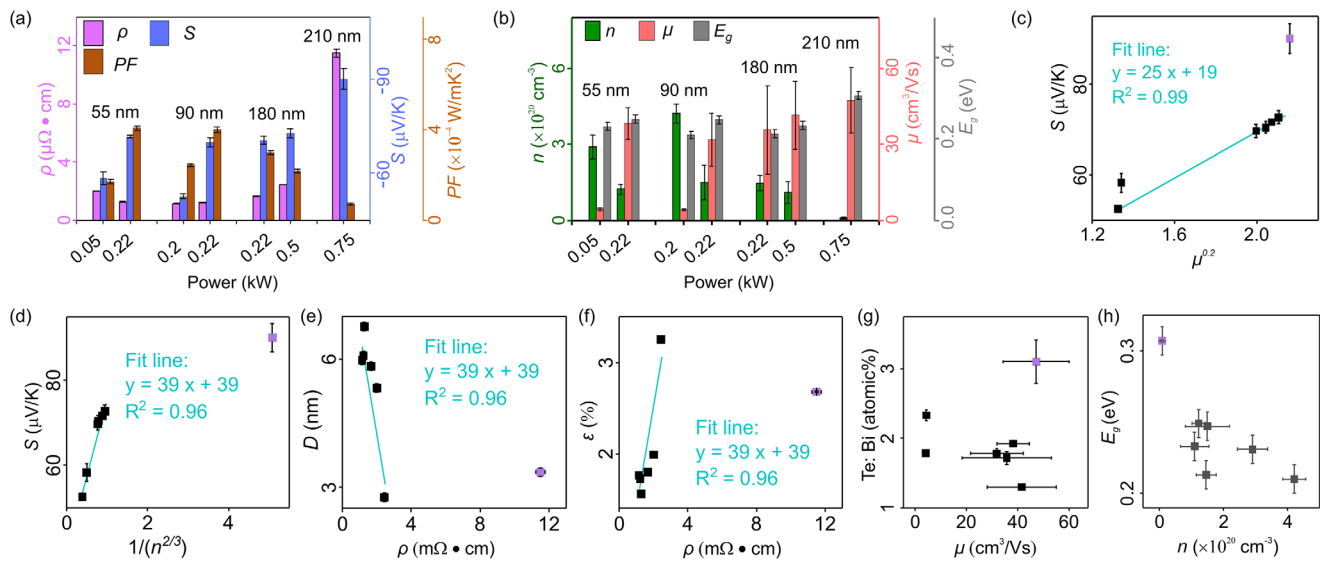 (a)
ρ
S
PF
ρ (μΩ • cm)
12
8
4
0
55 nm
90 nm
180 nm
210 nm
0.05
0.22
0.2
0.22
0.22
0.5
0.75
Power (kW)
-90
-60
S (μV/K)
8
4
0
PF (×10⁻⁴ W/mK²)
(b)
n
μ
E_g
n (×10²⁰ cm⁻³)
6
3
0
55 nm
90 nm
180 nm
210 nm
0.05
0.22
0.2
0.22
0.22
0.5
0.75
Power (kW)
60
30
0
μ (cm³/Vs)
0.4
0.2
0.0
E_g (eV)
(c)
S (μV/K)
80
60
Fit line:
y = 25 x + 19
R² = 0.99
1.2
1.6
2.0
μ⁰·²
(d)
S (μV/K)
80
60
Fit line:
y = 39 x + 39
R² = 0.96
0
2
4
1/(n²ᐟ³)
(e)
D (nm)
6
3
Fit line:
y = 39 x + 39
R² = 0.96
0
4
8
12
ρ (mΩ • cm)
(f)
ε (%)
3
2
Fit line:
y = 39 x + 39
R² = 0.96
0
4
8
12
ρ (mΩ • cm)
(g)
Te: Bi (atomic%)
3
2
1
0
20
40
60
μ (cm³/Vs)
(h)
E_g (eV)
0.3
0.2
0
2
4
n (×10²⁰ cm⁻³)